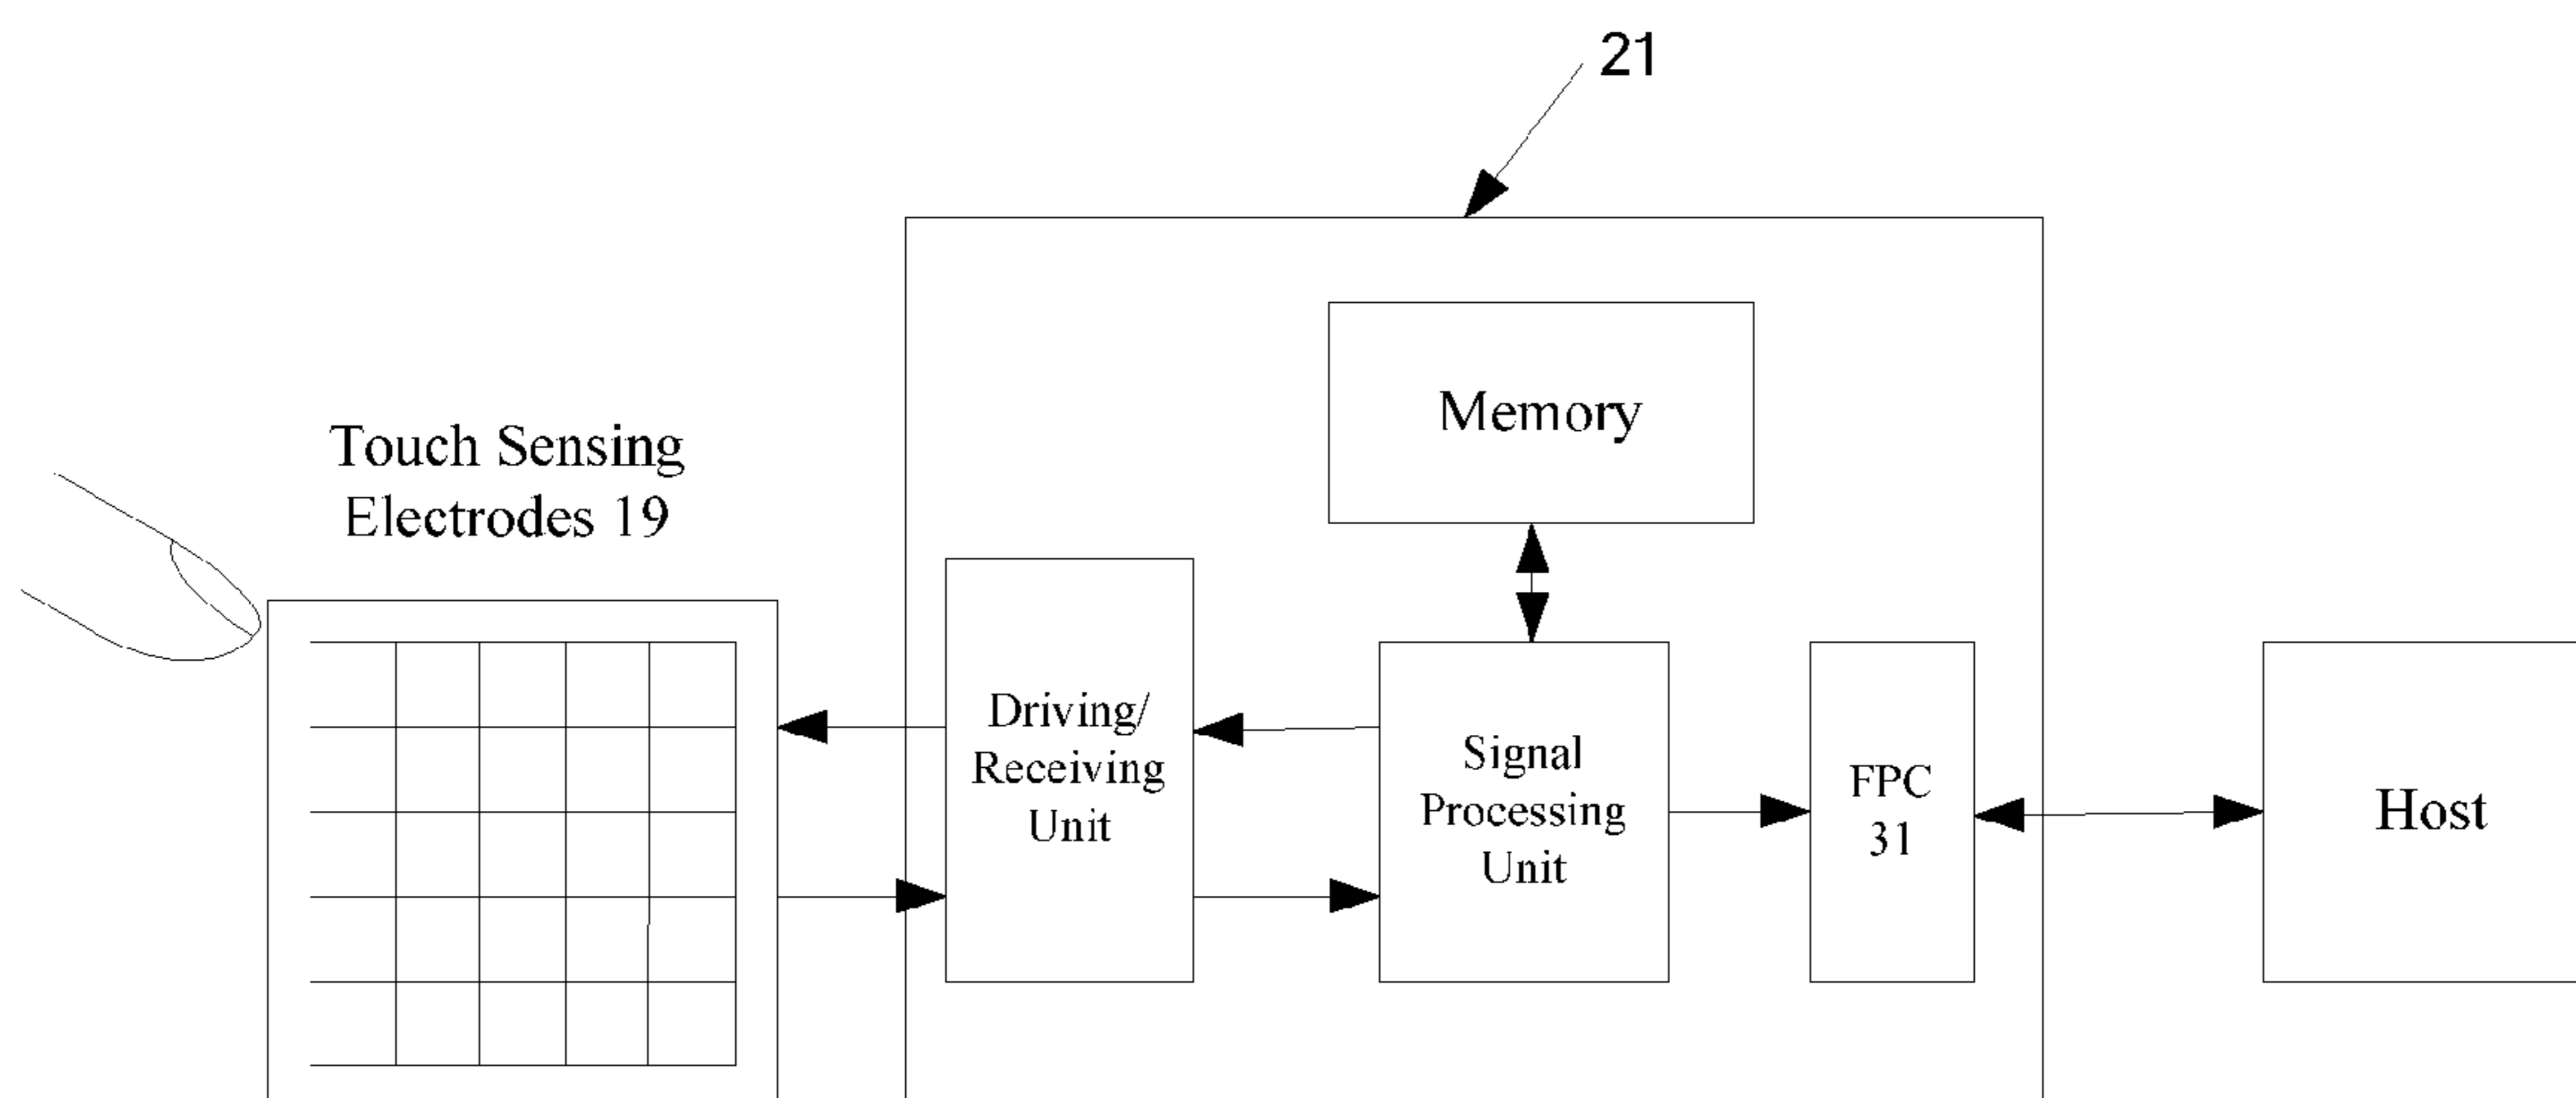 21
Memory
Touch Sensing
Electrodes 19
Driving/
Receiving
Unit
Signal
Processing
Unit
FPC
31
Host